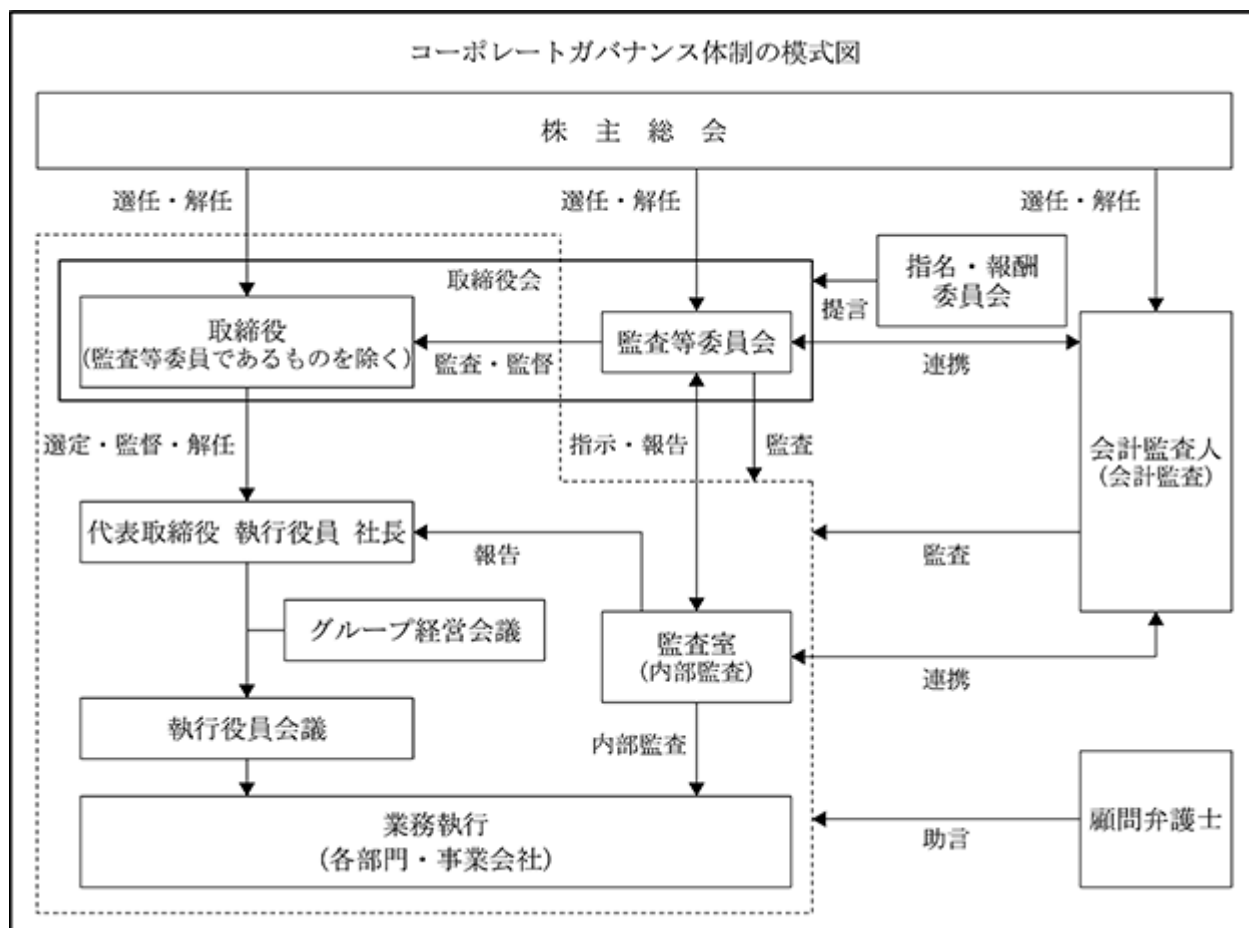 コーポレートガバナンス体制の模式図
株 主 総 会
選任・解任
選任・解任
選任・解任
取締役会
指名・報酬
委員会
提言
取締役
(監査等委員であるものを除く)
監査・監督
監査等委員会
連携
選定・監督・解任
指示・報告
監査
会計監査人
(会計監査)
代表取締役 執行役員 社長
報告
監査
グループ経営会議
監査室
(内部監査)
連携
執行役員会議
内部監査
業務執行
(各部門・事業会社)
助言
顧問弁護士